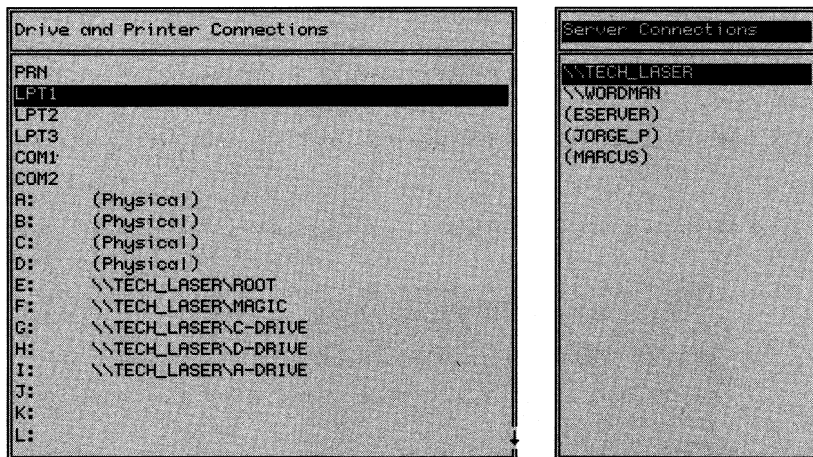 Drive and Printer Connections
PRN
LPT1
LPT2
LPT3
COM1
COM2
A: (Physical)
B: (Physical)
C: (Physical)
D: (Physical)
E: \\TECH_LASER\ROOT
F: \\TECH_LASER\MAGIC
G: \\TECH_LASER\C-DRIVE
H: \\TECH_LASER\D-DRIVE
I: \\TECH_LASER\A-DRIVE
J:
K:
L:
Server Connections
\\TECH_LASER
\\WORDMAN
(ESERVER)
(JORGE_P)
(MARCUS)